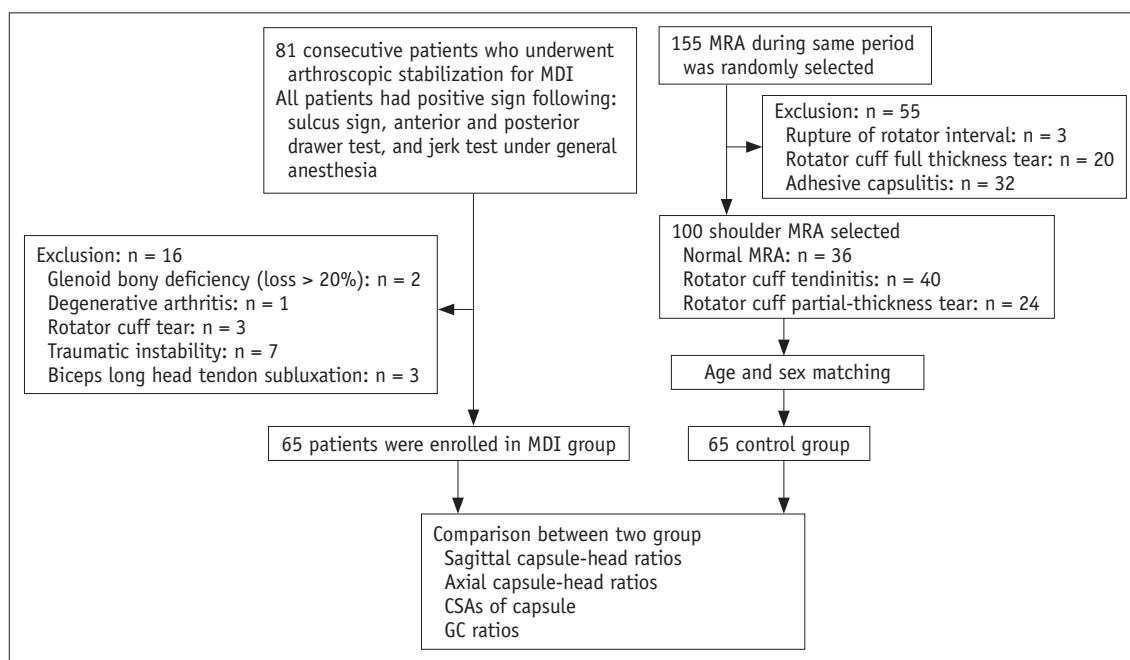 81 consecutive patients who underwent
arthroscopic stabilization for MDI
All patients had positive sign following:
sulcus sign, anterior and posterior
drawer test, and jerk test under general
anesthesia
155 MRA during same period
was randomly selected
Exclusion: n = 55
Rupture of rotator interval: n = 3
Rotator cuff full thickness tear: n = 20
Adhesive capsulitis: n = 32
Exclusion: n = 16
Glenoid bony deficiency (loss > 20%): n = 2
Degenerative arthritis: n = 1
Rotator cuff tear: n = 3
Traumatic instability: n = 7
Biceps long head tendon subluxation: n = 3
100 shoulder MRA selected
Normal MRA: n = 36
Rotator cuff tendinitis: n = 40
Rotator cuff partial-thickness tear: n = 24
Age and sex matching
65 patients were enrolled in MDI group
65 control group
Comparison between two group
Sagittal capsule-head ratios
Axial capsule-head ratios
CSAs of capsule
GC ratios